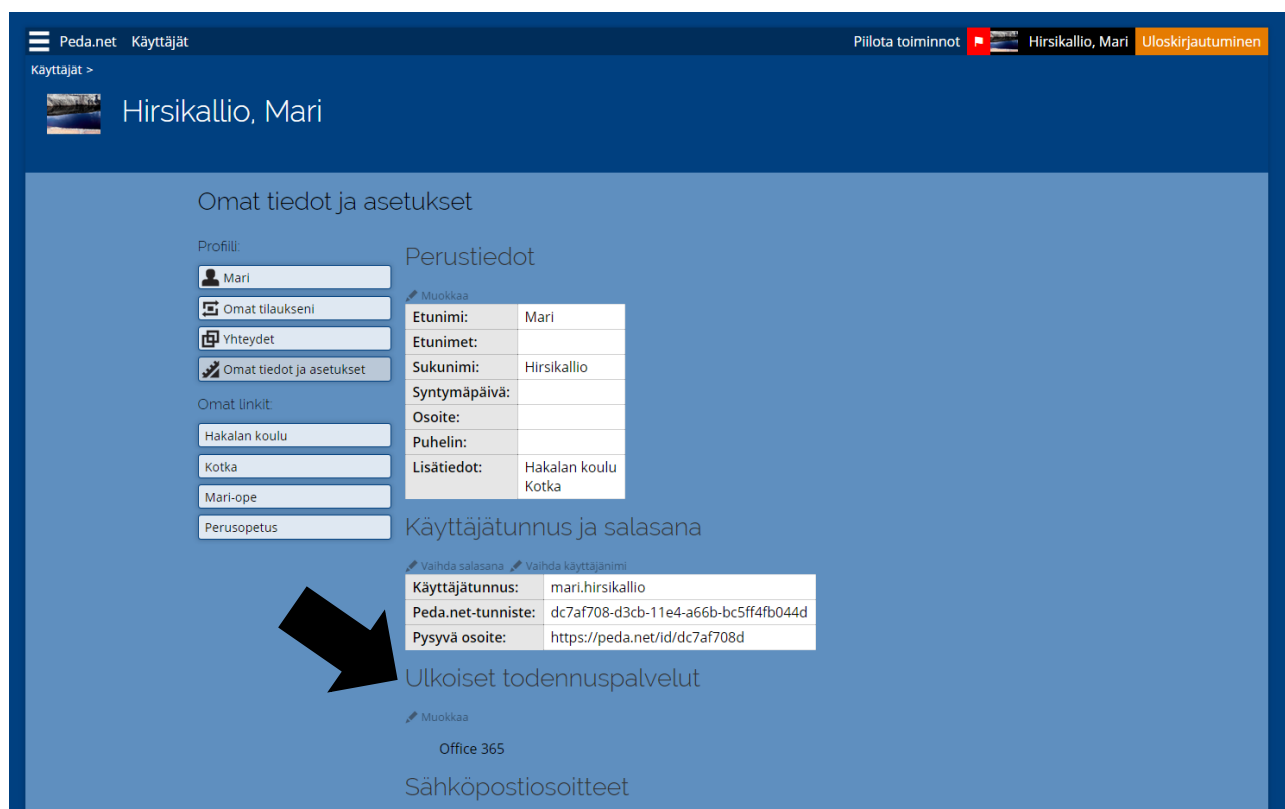 Peda.net Käyttäjät Piilota toiminnot Hirsikallio, Mari Uloskirjautuminen
Käyttäjät >
Hirsikallio, Mari
Omat tiedot ja asetukset
Profiili:
Mari
Omat tilaukseni
Yhteydet
Omat tiedot ja asetukset
Omat linkit:
Hakalan koulu
Kotka
Mari-ope
Perusopetus
Perustiedot
Muokkaa
Etunimi: Mari
Etunimet:
Sukunimi: Hirsikallio
Syntymäpäivä:
Osoite:
Puhelin:
Lisätiedot: Hakalan koulu
Kotka
Käyttäjätunnus ja salasana
Vaihda salasana Vaihda käyttäjänimi
Käyttäjätunnus: mari.hirsikallio
Peda.net-tunniste: dc7af708-d3cb-11e4-a66b-bc5ff4fb044d
Pysyvä osoite: https://peda.net/id/dc7af708d
Ulkoiset todennuspalvelut
Muokkaa
Office 365
Sähköpostiosoitteet